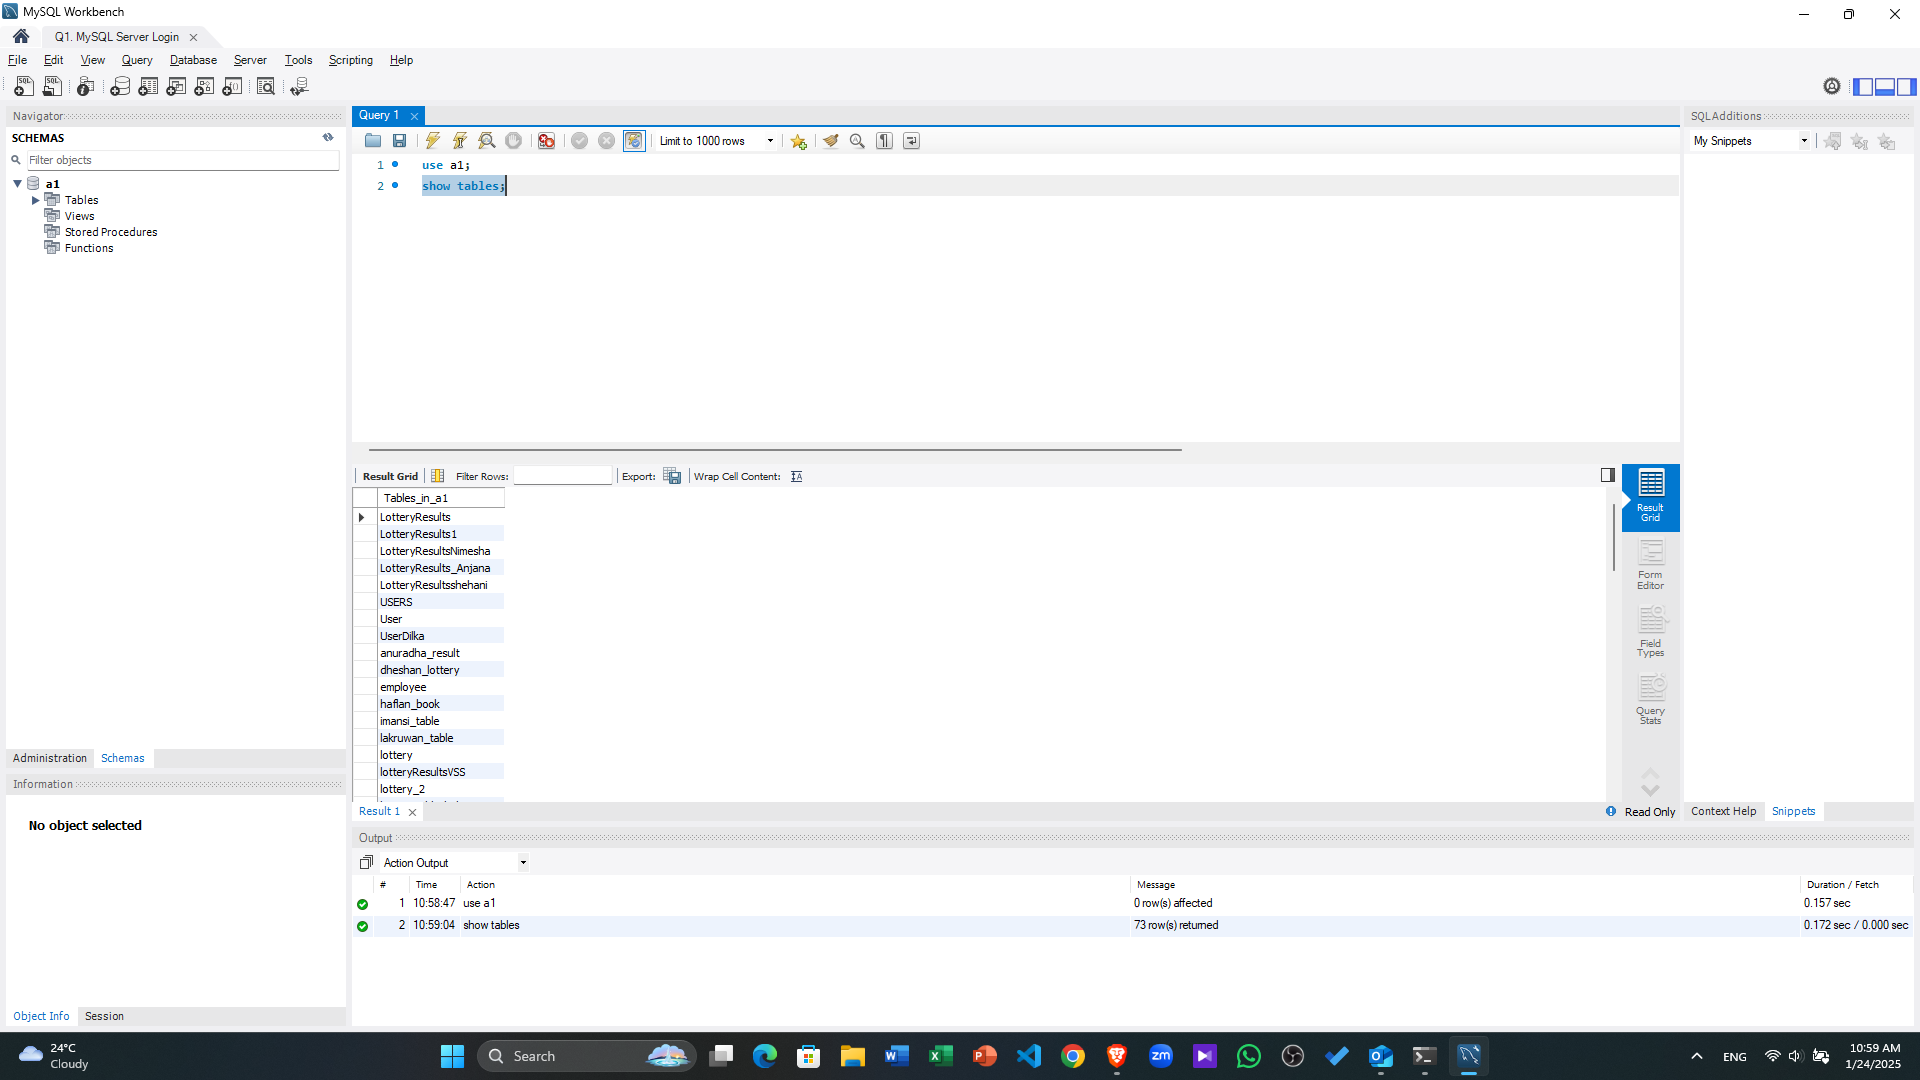 MySQL Workbench
Q1. MySQL Server Login
File Edit View Query Database Server Tools Scripting Help
Navigator
SCHEMAS
Filter objects
a1
Tables
Views
Stored Procedures
Functions
Administration Schemas
Information
No object selected
Object Info Session
Query 1
Limit to 1000 rows
1 use a1;
2 show tables;
Result Grid Filter Rows: Export: Wrap Cell Content:
Tables_in_a1
LotteryResults
LotteryResults1
LotteryResultsNimesha
LotteryResults_Anjana
LotteryResultsshehani
USERS
User
UserDilka
anuradha_result
dheshan_lottery
employee
haflan_book
imansi_table
lakruwan_table
lottery
lotteryResultsVSS
lottery_2
Result Grid
Form Editor
Field Types
Query Stats
Result 1
Read Only
Output
Action Output
# Time Action Message Duration / Fetch
1 10:58:47 use a1 0 row(s) affected 0.157 sec
2 10:59:04 show tables 73 row(s) returned 0.172 sec / 0.000 sec
SQLAdditions
My Snippets
Context Help Snippets
24°C
Cloudy
Search
ENG
10:59 AM
1/24/2025